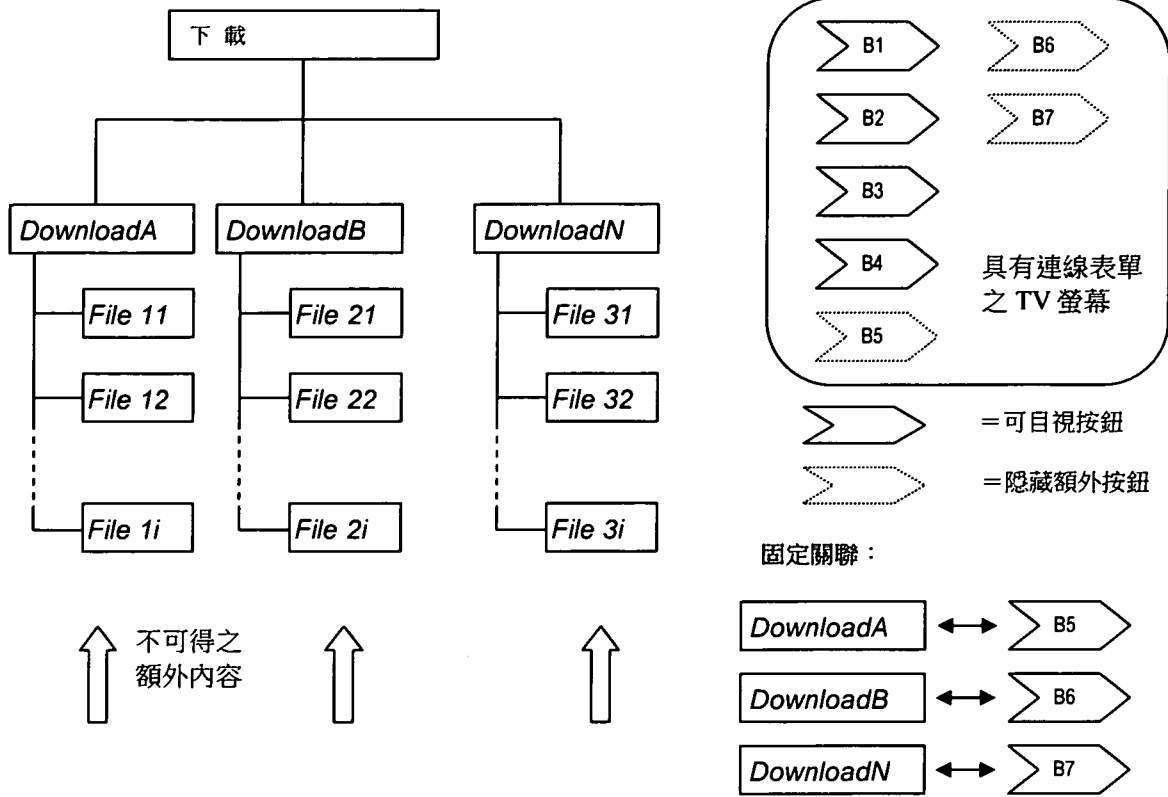 下 載
DownloadA
DownloadB
DownloadN
File 11
File 21
File 31
File 12
File 22
File 32
File 1i
File 2i
File 3i
不可得之
額外內容
B1
B6
B2
B7
B3
B4
B5
具有連線表單
之 TV 螢幕
＝可目視按鈕
＝隱藏額外按鈕
固定關聯：
DownloadA
B5
DownloadB
B6
DownloadN
B7